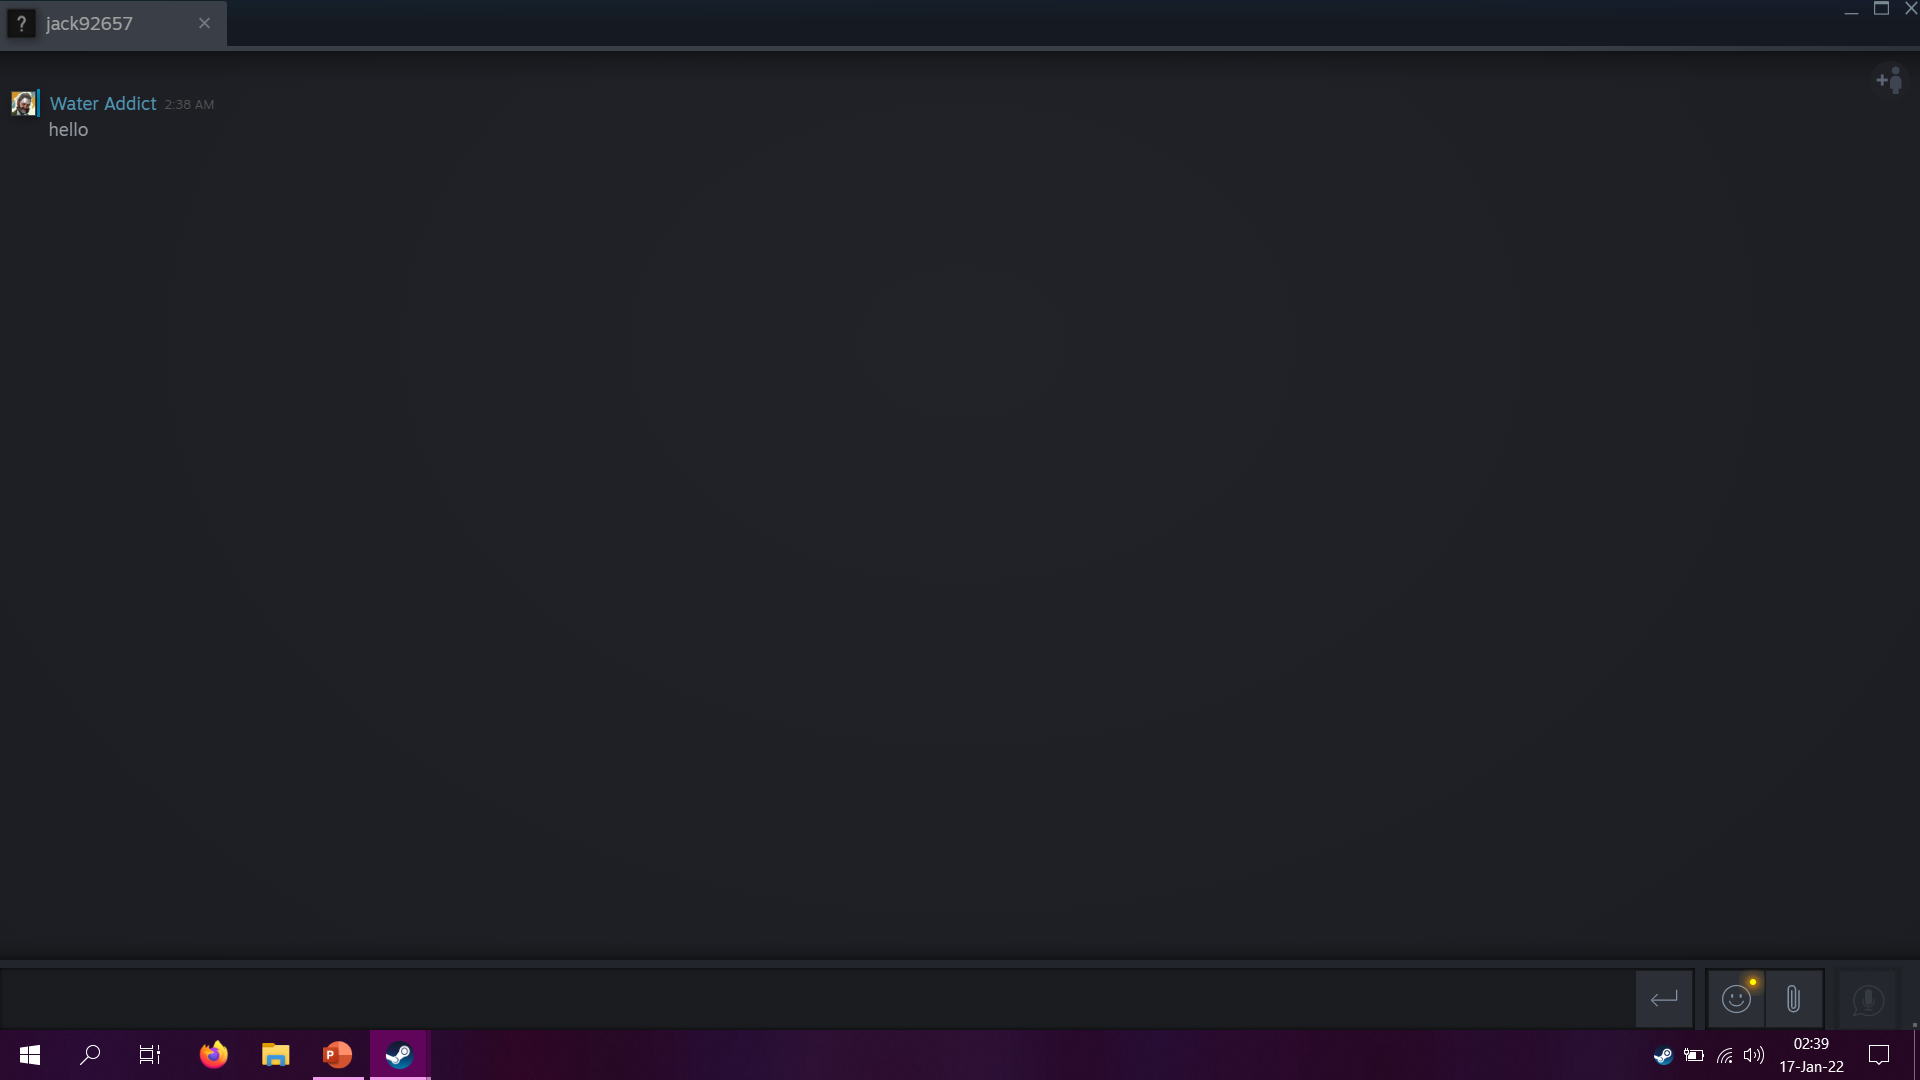 ? jack92657
Water Addict 2:38 AM
hello
P
02:39
17-Jan-22